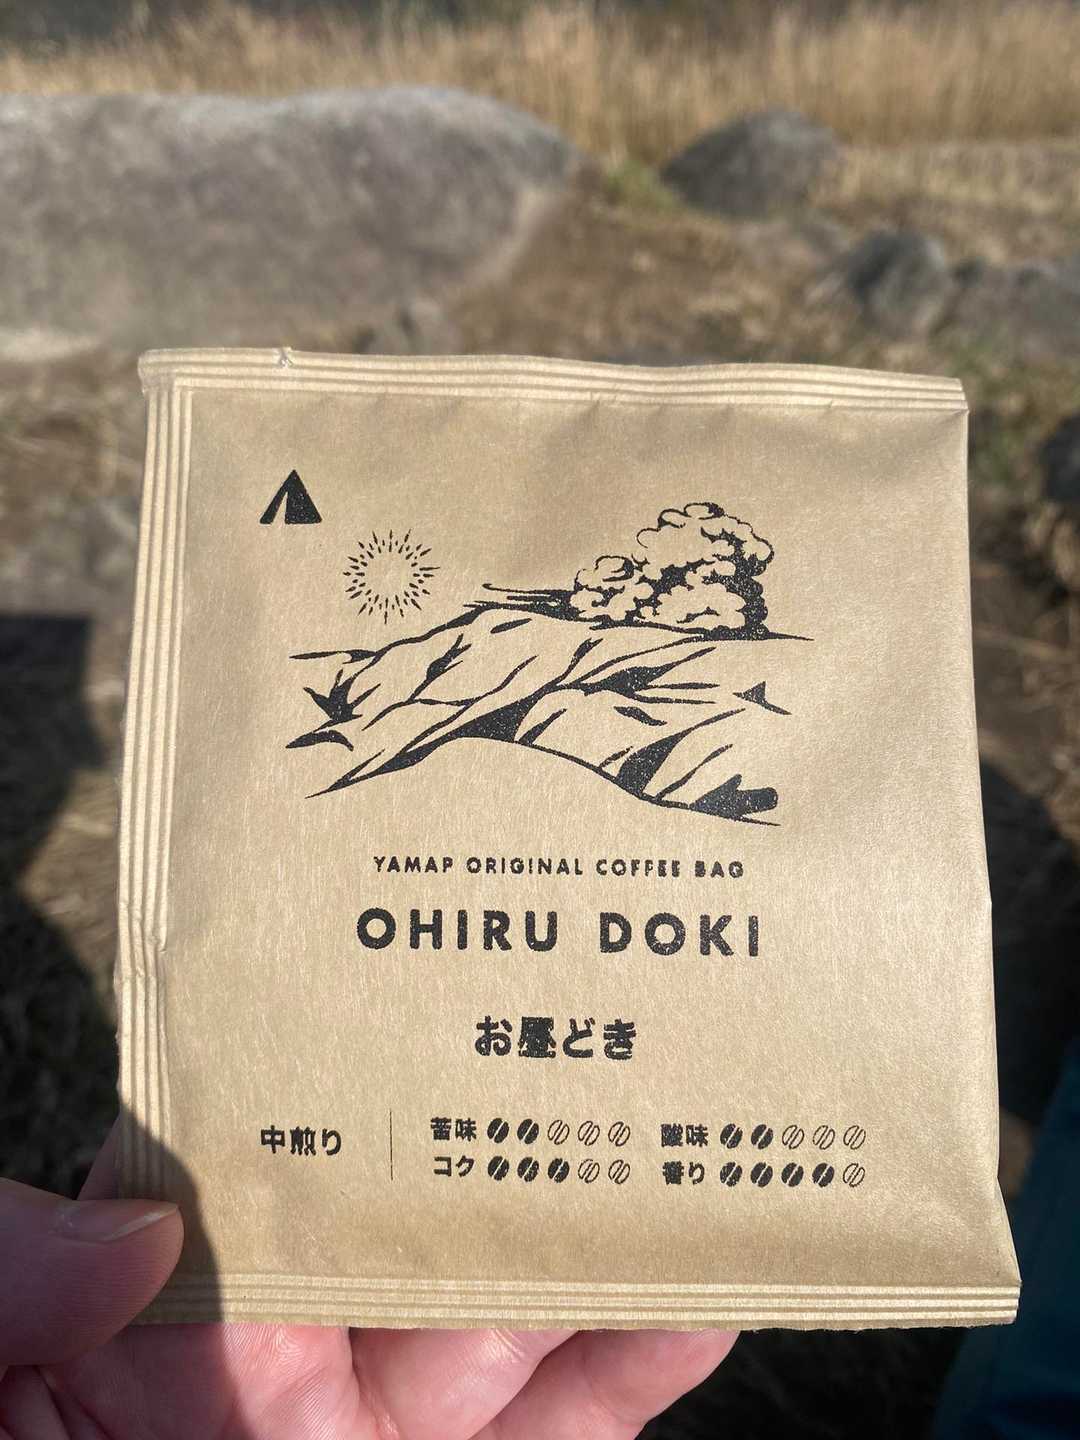 YAMAP ORIGINAL COFFEE BAG
OHIRU DOKI
お昼どき
中煎り
苦味 酸味
コク 香り